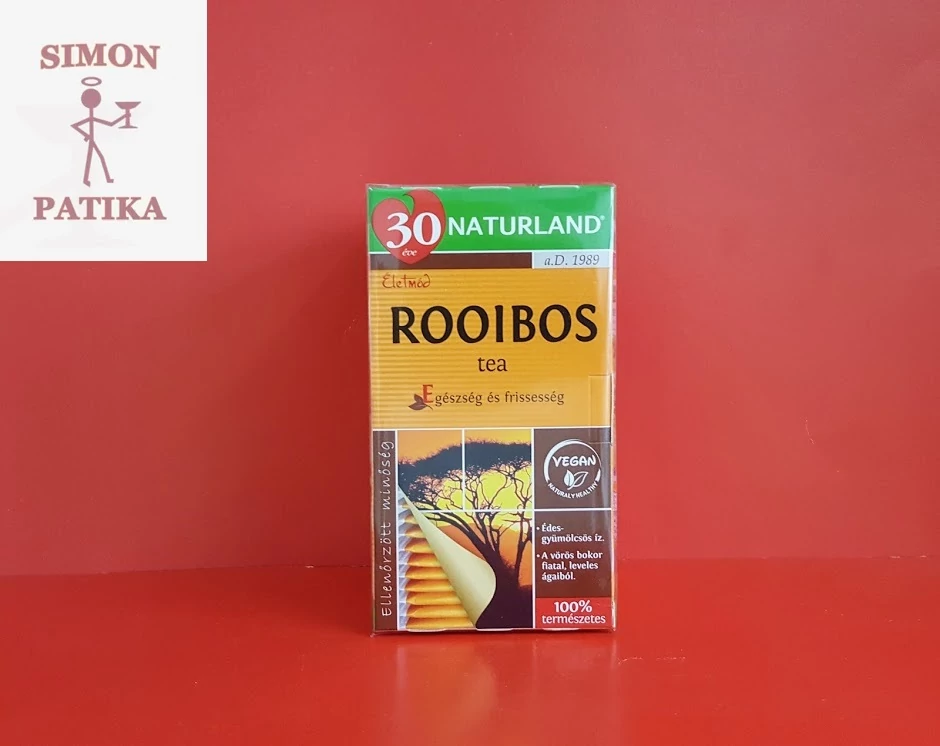 SIMON
PATIKA
30
éve
NATURLAND®
a.D. 1989
Életmód
ROOIBOS
tea
Egészség és frissesség
Ellenőrzött minőség
VEGAN
NATURALY HEALTHY
• Édes-
gyümölcsös íz.
• A vörös bokor
fiatal, leveles
ágaiból.
100%
természetes